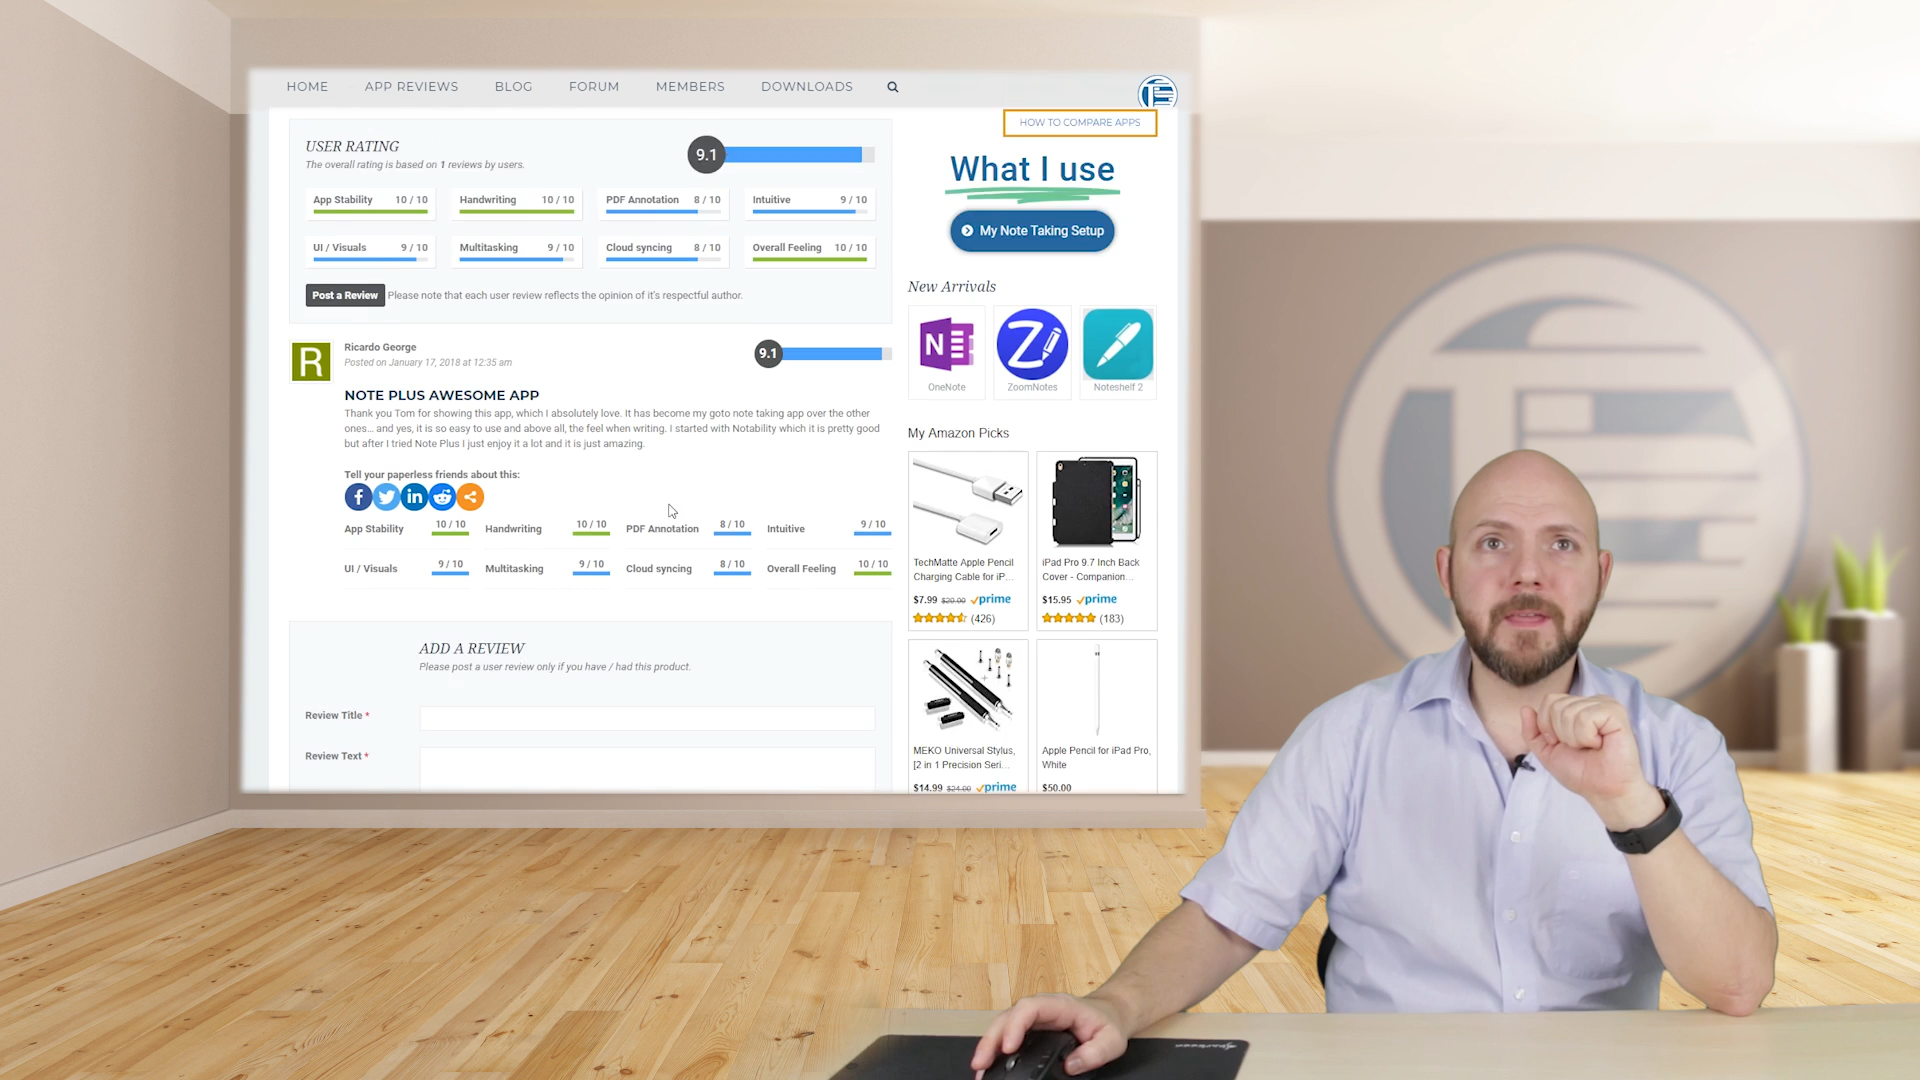 HOME APP REVIEWS BLOG FORUM MEMBERS DOWNLOADS
HOW TO COMPARE APPS
USER RATING
The overall rating is based on 1 reviews by users.
9.1
App Stability 10 / 10 Handwriting 10 / 10 PDF Annotation 8 / 10 Intuitive 9 / 10
UI / Visuals 9 / 10 Multitasking 9 / 10 Cloud syncing 8 / 10 Overall Feeling 10 / 10
Post a Review Please note that each user review reflects the opinion of it's respectful author.
R
Ricardo George
Posted on January 17, 2018 at 12:35 am
9.1
NOTE PLUS AWESOME APP
Thank you Tom for showing this app, which I absolutely love. It has become my goto note taking app over the other
ones... and yes, it is so easy to use and above all, the feel when writing. I started with Notability which it is pretty good
but after I tried Note Plus I just enjoy it a lot and it is just amazing.
Tell your paperless friends about this:
App Stability 10 / 10 Handwriting 10 / 10 PDF Annotation 8 / 10 Intuitive 9 / 10
UI / Visuals 9 / 10 Multitasking 9 / 10 Cloud syncing 8 / 10 Overall Feeling 10 / 10
ADD A REVIEW
Please post a user review only if you have / had this product.
Review Title *
Review Text *
What I use
My Note Taking Setup
New Arrivals
OneNote ZoomNotes Noteshelf 2
My Amazon Picks
TechMatte Apple Pencil
Charging Cable for iP...
$7.99 $20.00 prime
(426)
iPad Pro 9.7 Inch Back
Cover - Companion...
$15.95 prime
(183)
MEKO Universal Stylus,
[2 in 1 Precision Seri...
$14.99 $24.00 prime
Apple Pencil for iPad Pro,
White
$50.00